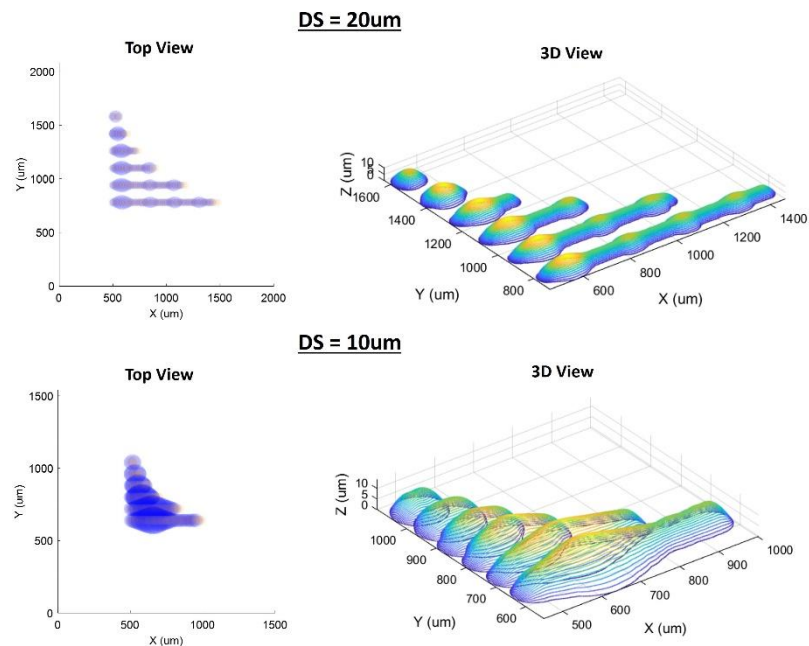 DS = 20um
Top View
3D View
2000
1500
1000
500
0
Y (um)
0 500 1000 1500 2000
X (um)
10
5
0
Z (um)
1600
1400
1200
1000
800
Y (um)
600
800
1000
1200
1400
X (um)
DS = 10um
Top View
3D View
1500
1000
500
0
Y (um)
0 500 1000 1500
X (um)
10
5
0
Z (um)
1000
900
800
700
600
Y (um)
500
600
700
800
900
1000
X (um)